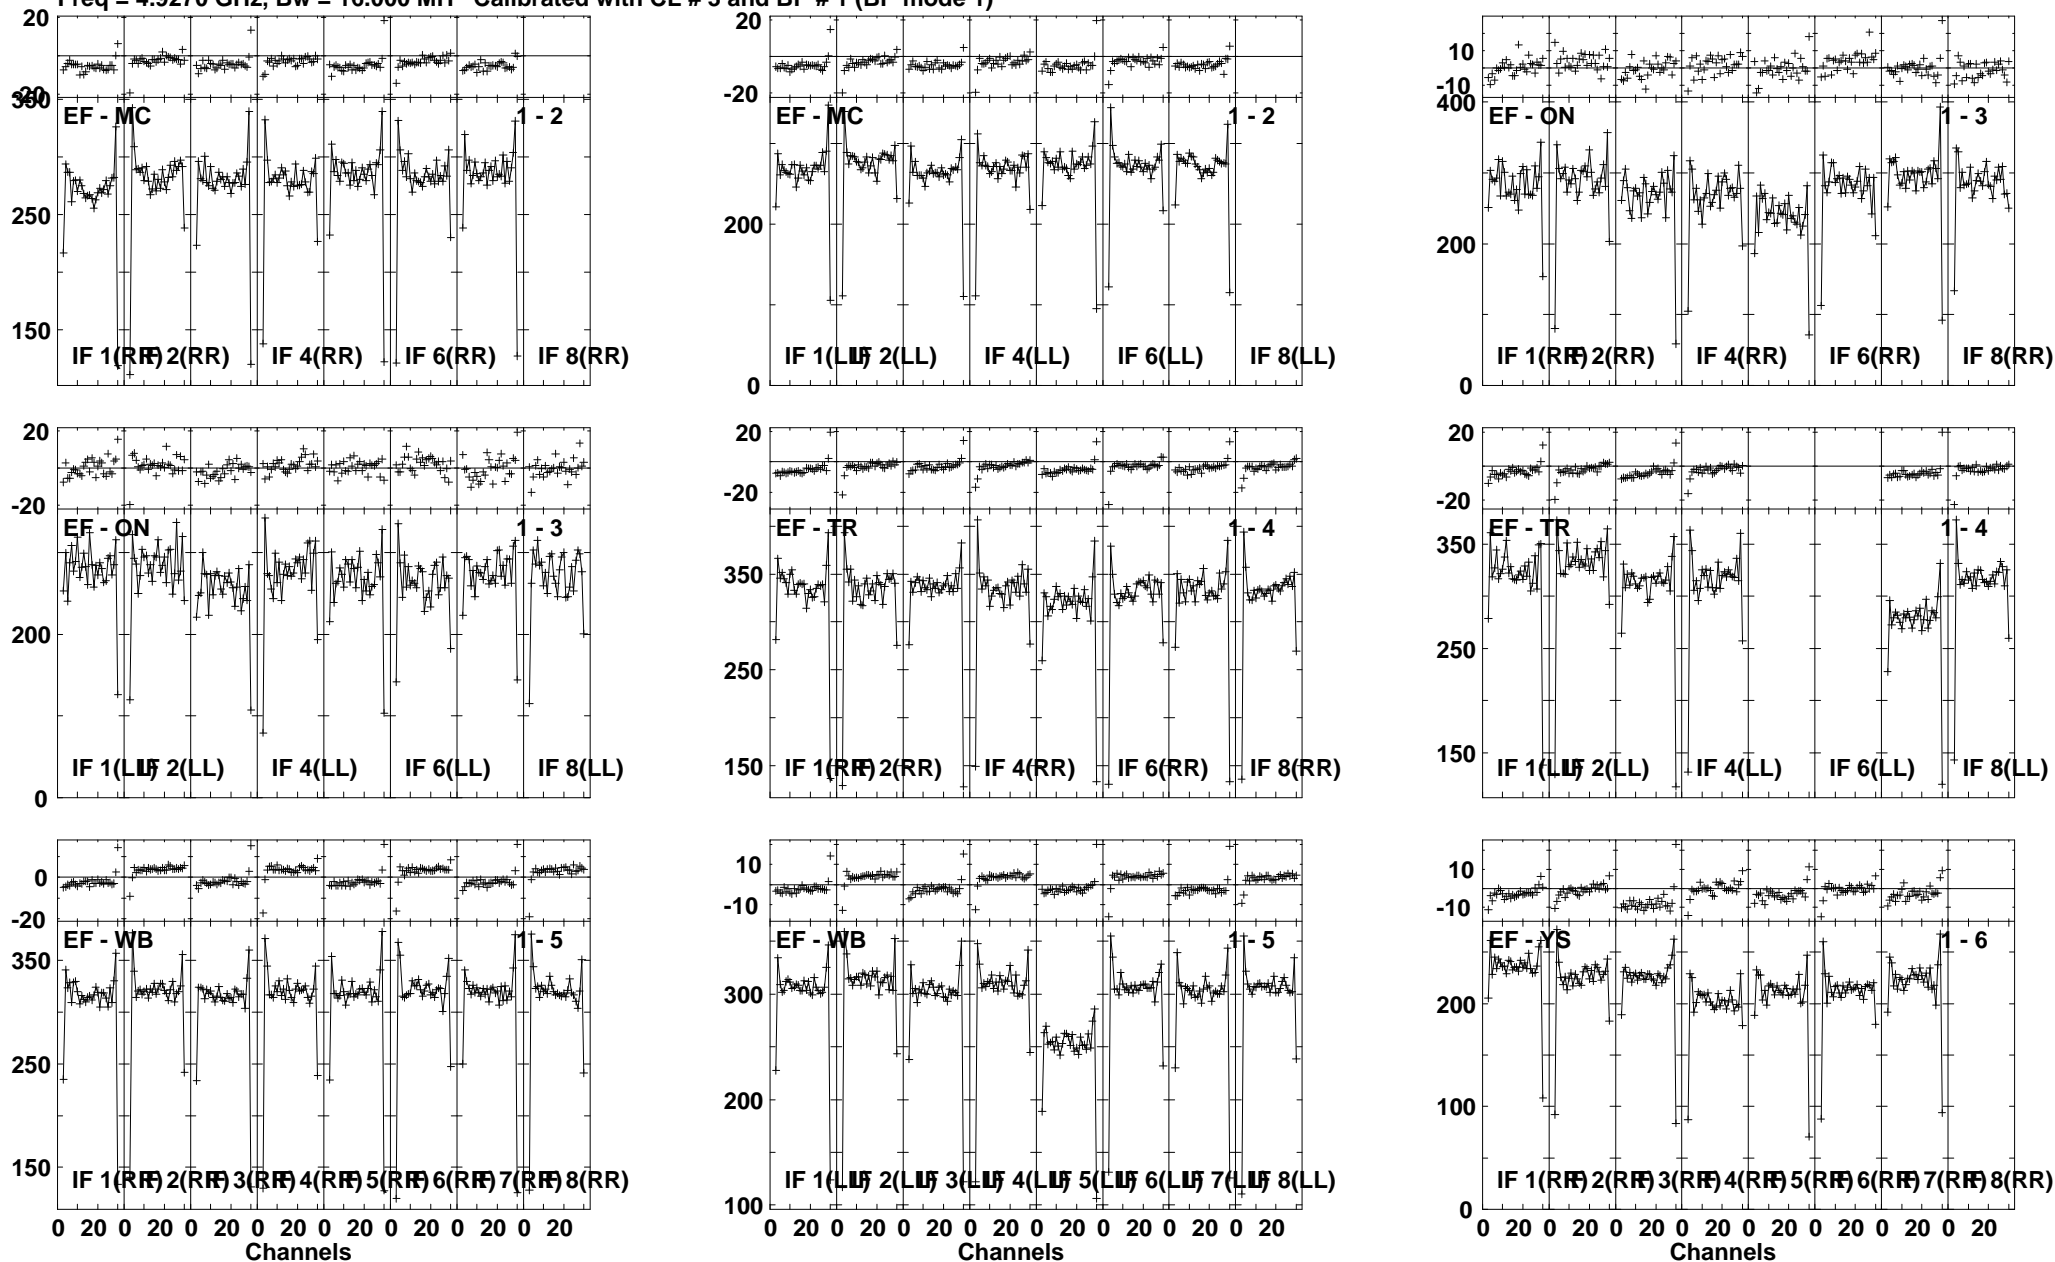 Freq = 4.9270 GHz, Bw = 16.000 MH Calibrated with CL # 3 and BP # 1 (BP mode 1)
20
20
20
-20
10
-10
350
250
150
EF - MC 1 - 2
IF 1(RR) IF 2(RR) IF 4(RR) IF 6(RR) IF 8(RR)
200
0
EF - MC 1 - 2
IF 1(LL) IF 2(LL) IF 4(LL) IF 6(LL) IF 8(LL)
400
200
0
EF - ON 1 - 3
IF 1(RR) IF 2(RR) IF 4(RR) IF 6(RR) IF 8(RR)
20
-20
200
0
EF - ON 1 - 3
IF 1(LL) IF 2(LL) IF 4(LL) IF 6(LL) IF 8(LL)
20
-20
350
250
150
EF - TR 1 - 4
IF 1(RR) IF 2(RR) IF 4(RR) IF 6(RR) IF 8(RR)
20
-20
350
250
150
EF - TR 1 - 4
IF 1(LL) IF 2(LL) IF 4(LL) IF 6(LL) IF 8(LL)
0
-20
350
250
150
EF - WB 1 - 5
IF 1(RR) IF 2(RR) IF 3(RR) IF 4(RR) IF 5(RR) IF 6(RR) IF 7(RR) IF 8(RR)
0 20 0 20 0 20 0 20 0 20 0 20 0 20 0 20
Channels
10
-10
300
200
100
EF - WB 1 - 5
IF 1(LL) IF 2(LL) IF 3(LL) IF 4(LL) IF 5(LL) IF 6(LL) IF 7(LL) IF 8(LL)
0 20 0 20 0 20 0 20 0 20 0 20 0 20 0 20
Channels
10
-10
200
100
0
EF - YS 1 - 6
IF 1(RR) IF 2(RR) IF 3(RR) IF 4(RR) IF 5(RR) IF 6(RR) IF 7(RR) IF 8(RR)
0 20 0 20 0 20 0 20 0 20 0 20 0 20 0 20
Channels